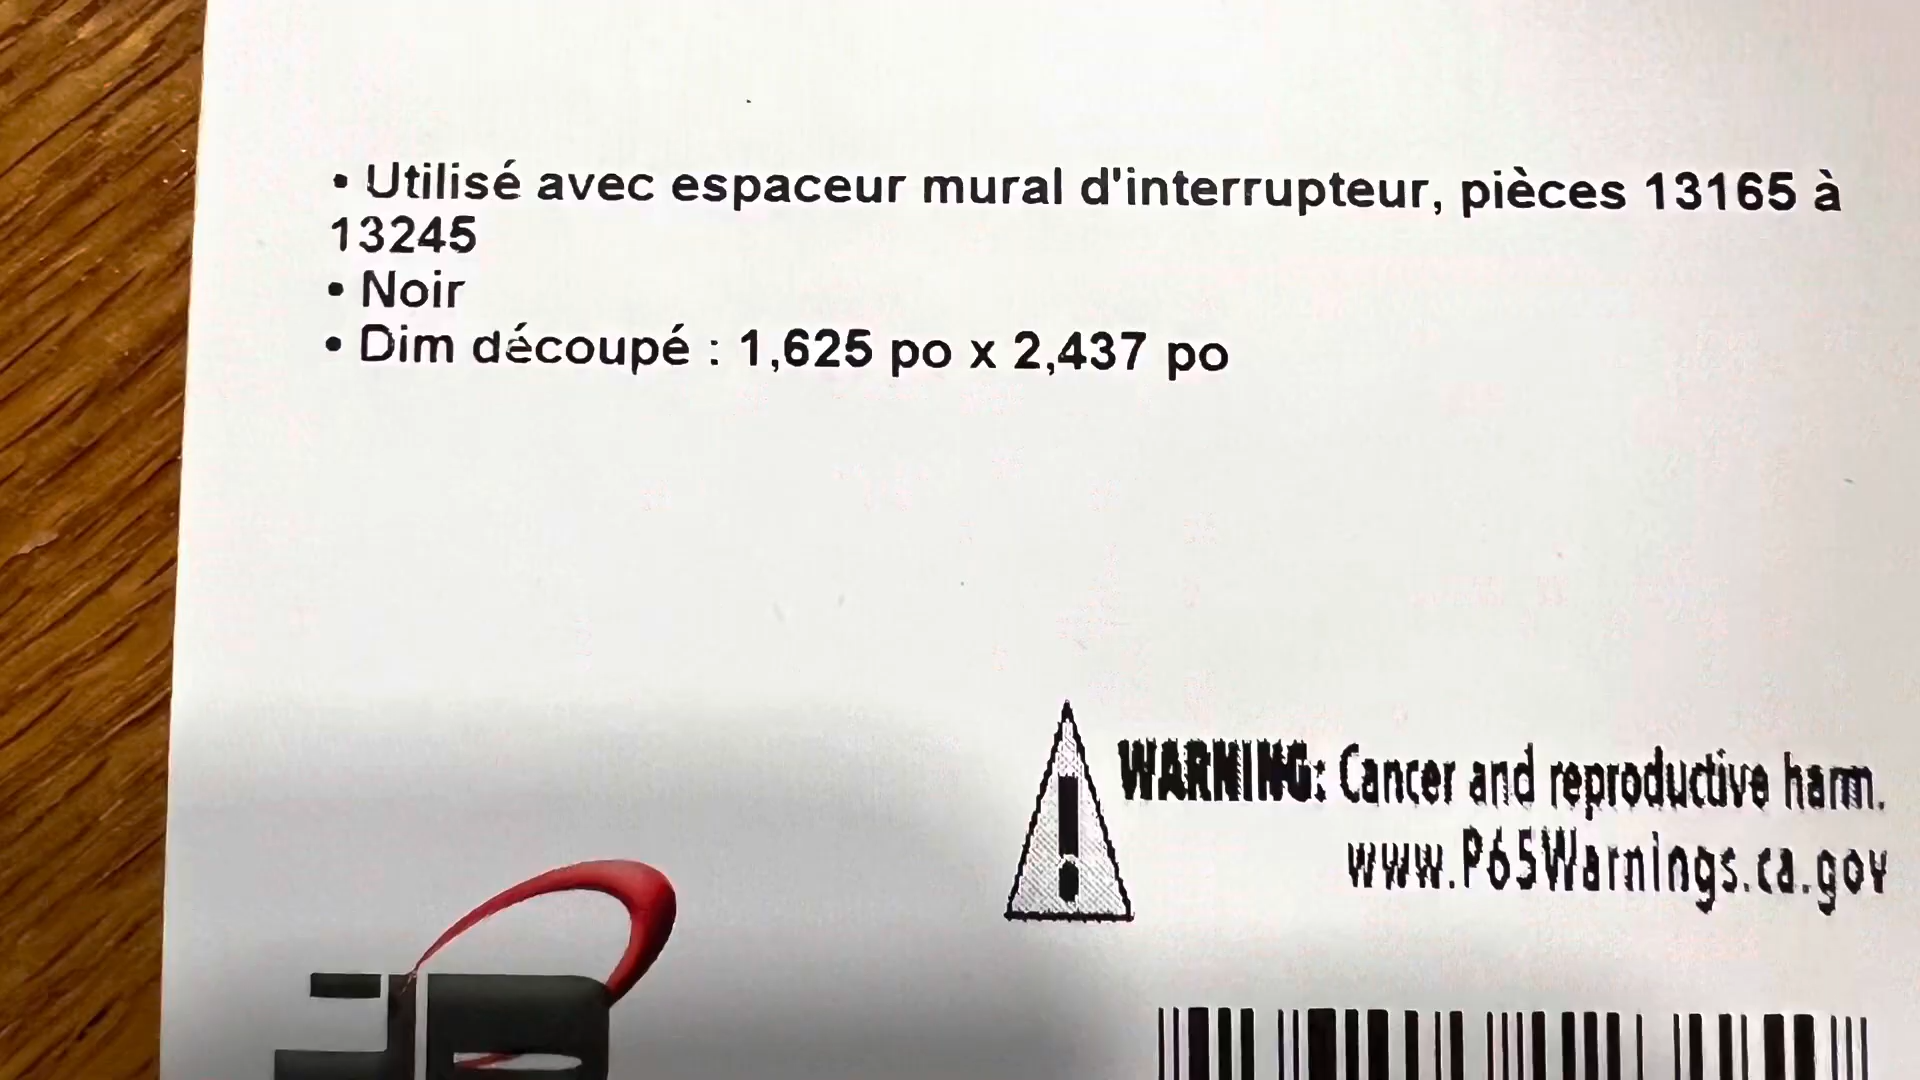 • Utilisé avec espaceur mural d'interrupteur, pièces 13165 à
13245
• Noir
• Dim découpé : 1,625 po x 2,437 po
WARNING: Cancer and reproductive harm.
www.P65Warnings.ca.gov